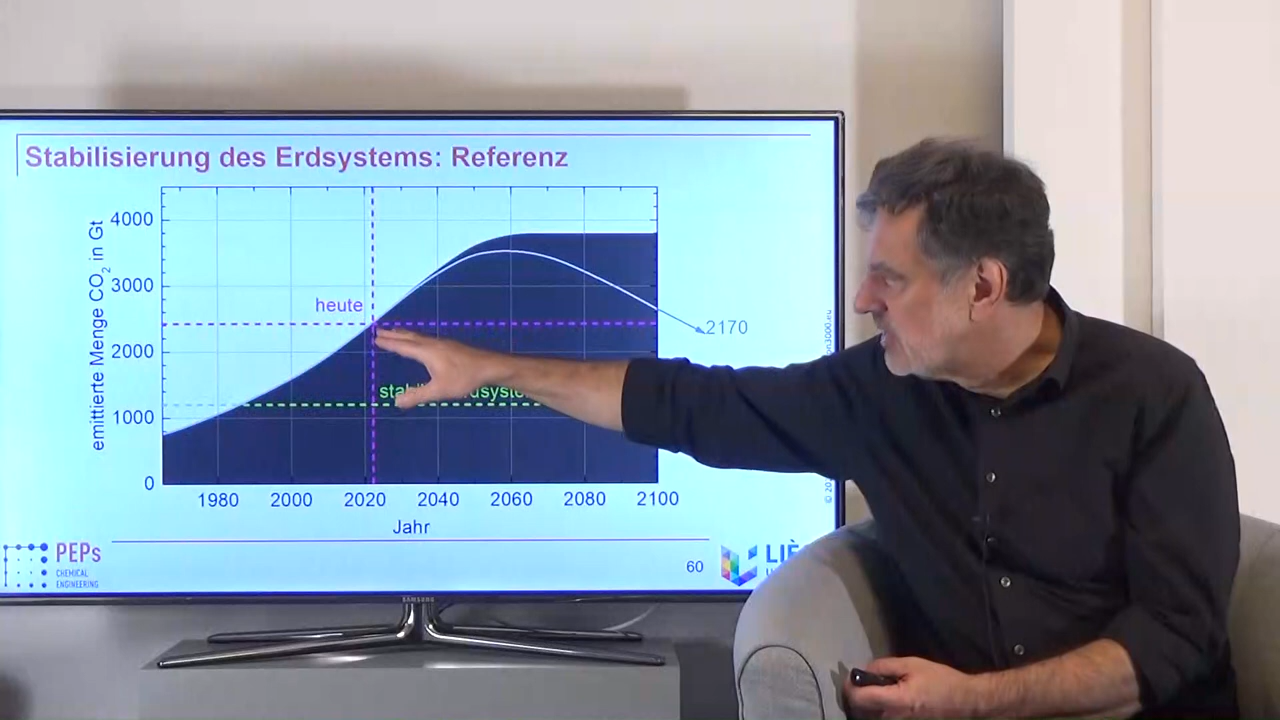 Stabilisierung des Erdsystems: Referenz
emittierte Menge CO2 in Gt
4000
3000
2000
1000
0
heute
2170
1980 2000 2020 2040 2060 2080 2100
Jahr
PEPs
CHEMICAL
ENGINEERING
60
SAMSUNG